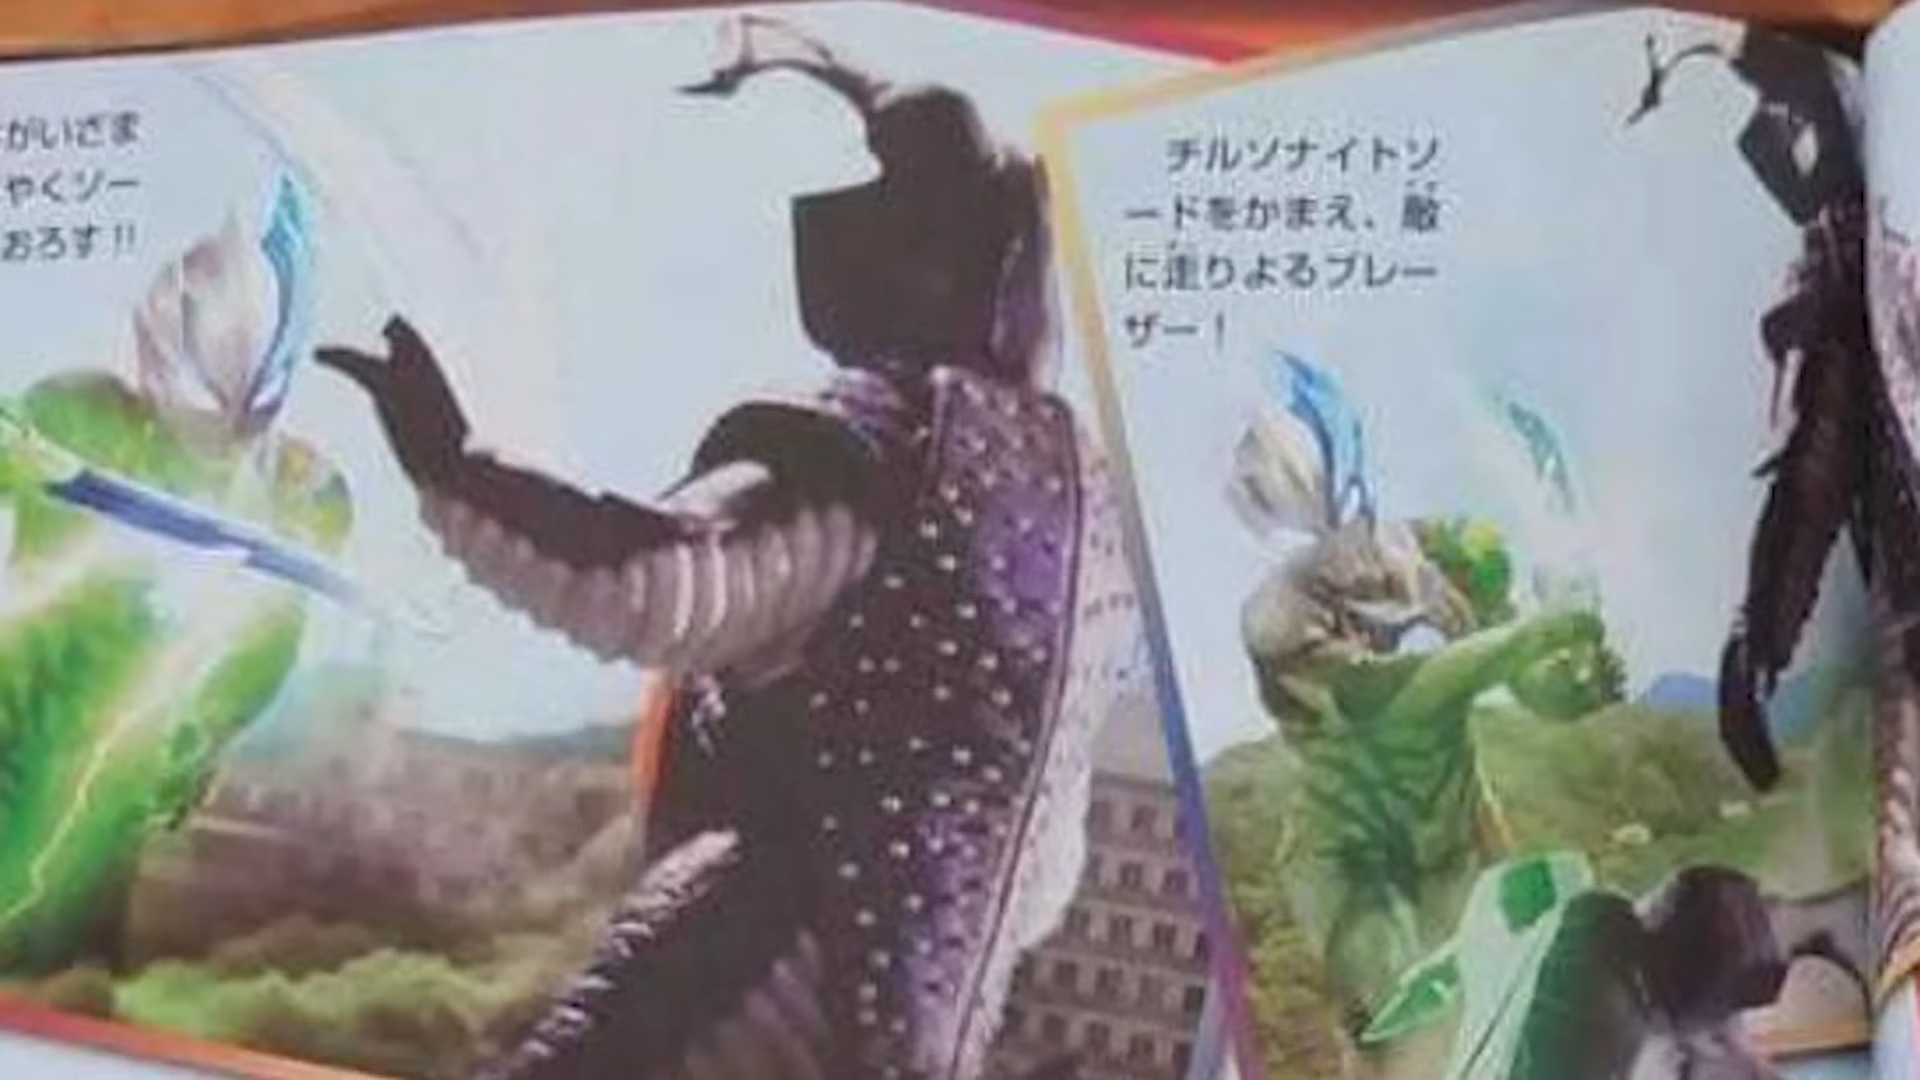 がいざま
やくソー
おろす!!
チルソナイトソ
ードをかまえ、敵
に走りよるブレー
ザー！